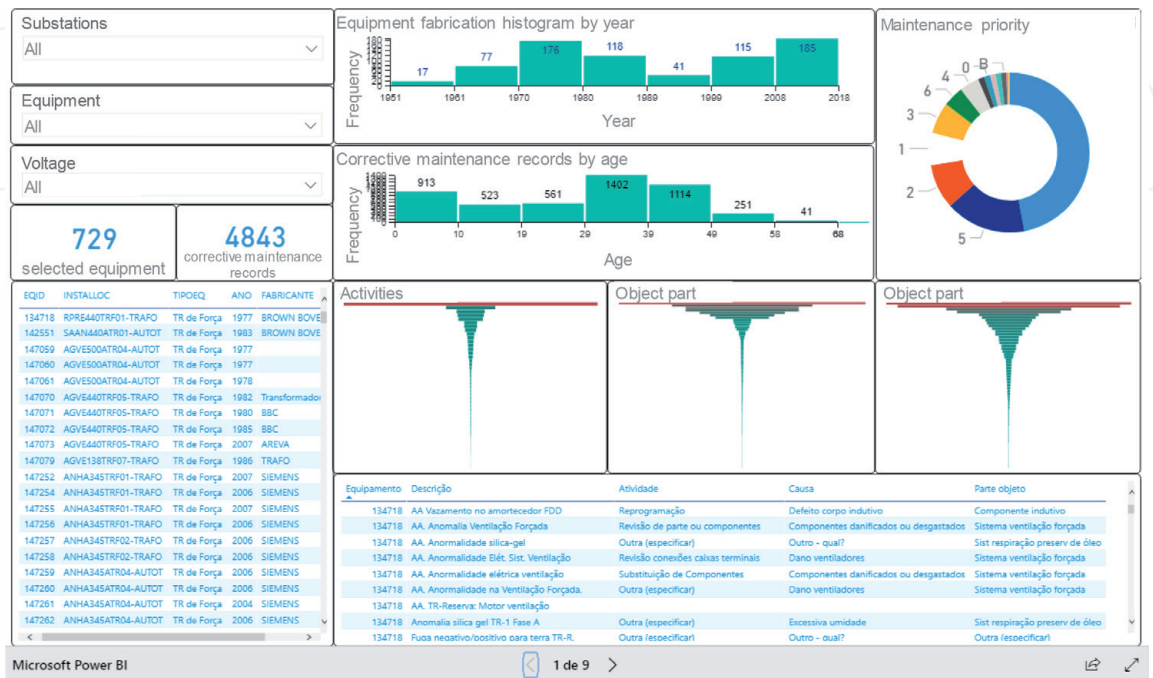 Substations
All
Equipment
All
Voltage
All
729
selected equipment
4843
corrective maintenance
records
Equipment fabrication histogram by year
Frequency
17
77
176
118
41
115
185
1951
1961
1970
1980
1989
1999
2008
2018
Year
Corrective maintenance records by age
Frequency
913
523
561
1402
1114
251
41
0
10
19
29
39
49
58
68
Age
Maintenance priority
0
B
4
6
3
1
2
5
EQID INSTALLOC TIPOEQ ANO FABRICANTE
134718 RPRE440TRF01-TRAFO TR de Força 1977 BROWN BOVE
142551 SAAN440ATR01-AUTOT TR de Força 1983 BROWN BOVE
147059 AGVE500ATR04-AUTOT TR de Força 1977
147060 AGVE500ATR04-AUTOT TR de Força 1977
147061 AGVE500ATR04-AUTOT TR de Força 1978
147070 AGVE440TRF05-TRAFO TR de Força 1982 Transformador
147071 AGVE440TRF05-TRAFO TR de Força 1980 BBC
147072 AGVE440TRF05-TRAFO TR de Força 1985 BBC
147073 AGVE440TRF05-TRAFO TR de Força 2007 AREVA
147079 AGVE138TRF07-TRAFO TR de Força 1986 TRAFO
147252 ANHA345TRF01-TRAFO TR de Força 2007 SIEMENS
147254 ANHA345TRF01-TRAFO TR de Força 2006 SIEMENS
147255 ANHA345TRF01-TRAFO TR de Força 2007 SIEMENS
147256 ANHA345TRF01-TRAFO TR de Força 2006 SIEMENS
147257 ANHA345TRF02-TRAFO TR de Força 2006 SIEMENS
147258 ANHA345TRF02-TRAFO TR de Força 2006 SIEMENS
147259 ANHA345ATR04-AUTOT TR de Força 2006 SIEMENS
147260 ANHA345ATR04-AUTOT TR de Força 2006 SIEMENS
147261 ANHA345ATR04-AUTOT TR de Força 2004 SIEMENS
147262 ANHA345ATR04-AUTOT TR de Força 2006 SIEMENS
Activities
Object part
Object part
Equipamento Descrição Atividade Causa Parte objeto
134718 AA Vazamento no amortecedor FDD Reprogramação Defeito corpo indutivo Componente indutivo
134718 AA. Anomalia Ventilação Forçada Revisão de parte ou componentes Componentes danificados ou desgastados Sistema ventilação forçada
134718 AA. Anormalidade silica-gel Outra (especificar) Outro - qual? Sist respiração preserv de óleo
134718 AA. Anormalidade Elét. Sist. Ventilação Revisão conexões caixas terminais Dano ventiladores Sistema ventilação forçada
134718 AA. Anormalidade elétrica ventilação Substituição de Componentes Componentes danificados ou desgastados Sistema ventilação forçada
134718 AA. Anormalidade na Ventilação Forçada. Outra (especificar) Dano ventiladores Sistema ventilação forçada
134718 AA. TR-Reserva: Motor ventilação
134718 Anomalia silica gel TR-1 Fase A Outra (especificar) Excessiva umidade Sist respiração preserv de óleo
134718 Fuga negativo/positivo para terra TR-R. Outra (especificar) Outro - qual? Outra (especificar)
Microsoft Power BI
1 de 9